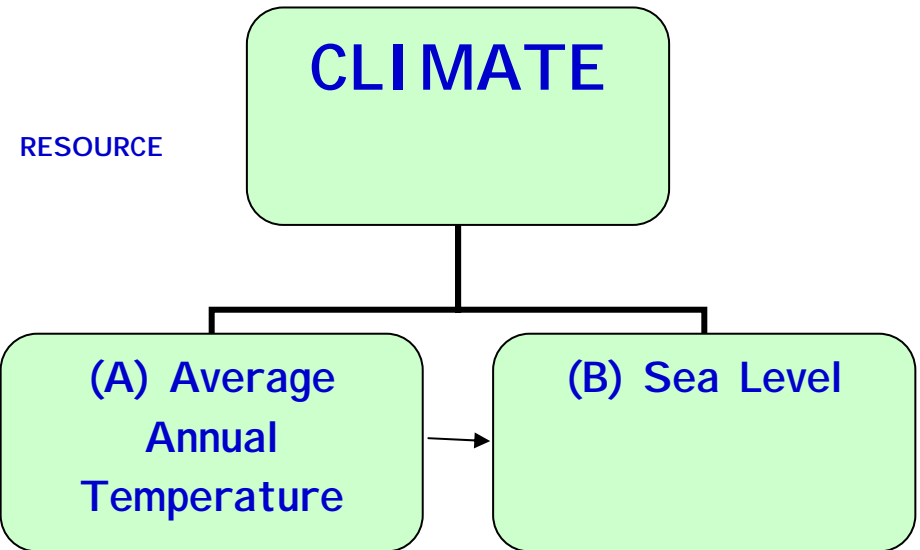 CLIMATE
RESOURCE
(A) Average
Annual
Temperature
(B) Sea Level